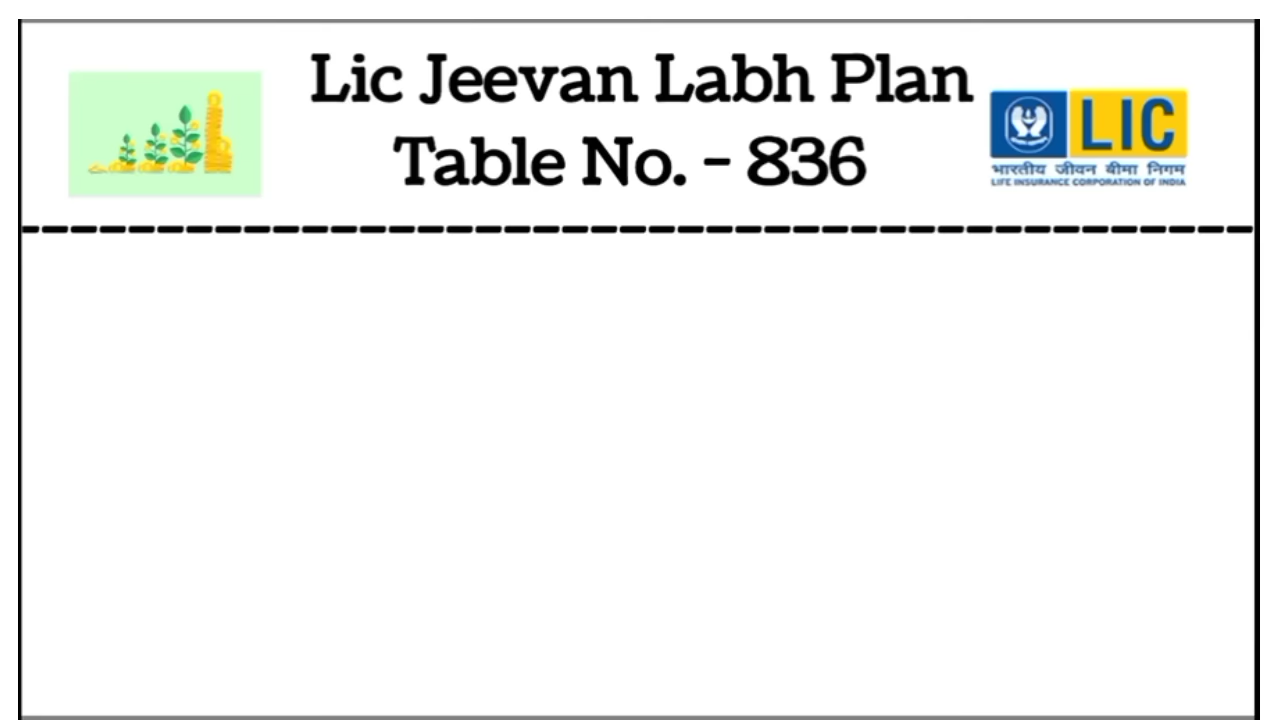 Lic Jeevan Labh Plan
Table No. - 836
LIC
भारतीय जीवन बीमा निगम
LIFE INSURANCE CORPORATION OF INDIA